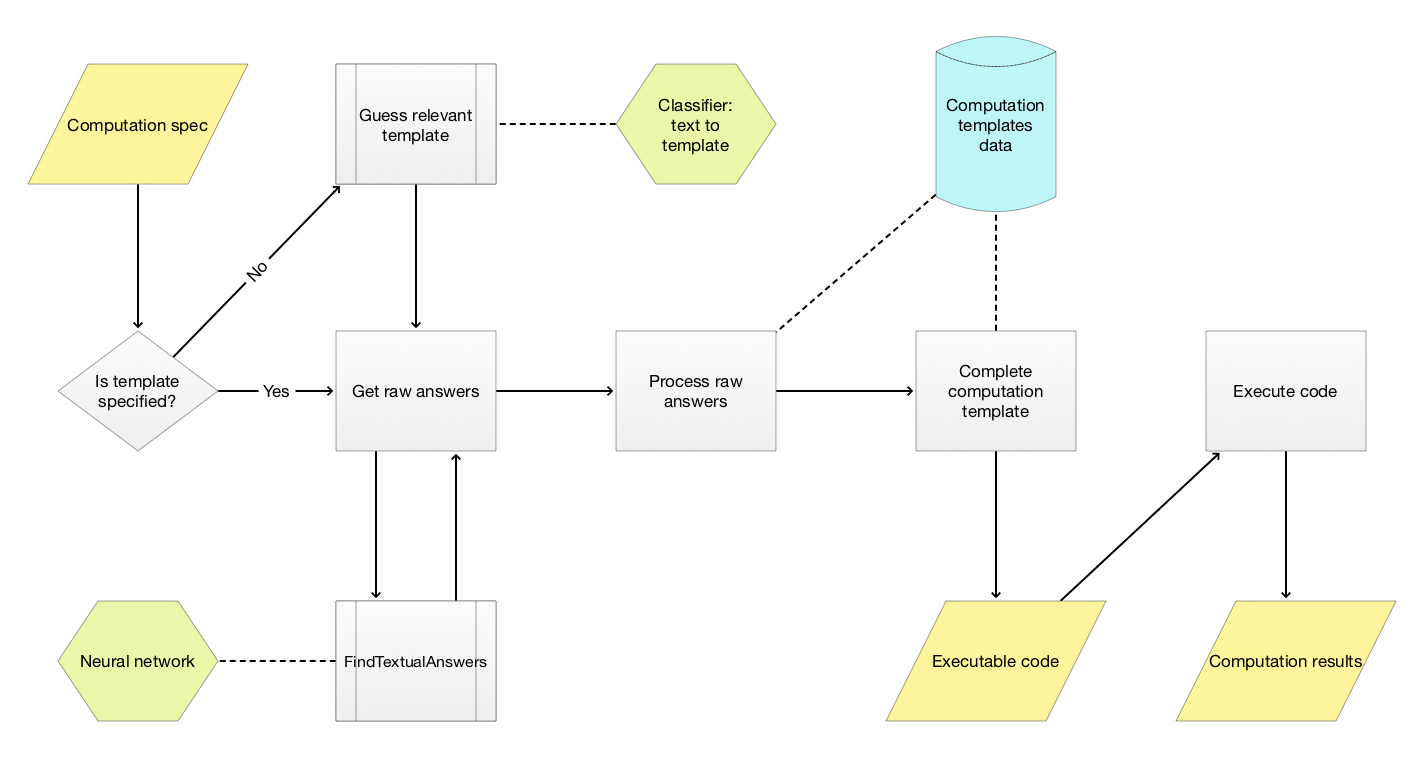 Computation spec
Guess relevant
template
Classifier:
text to
template
Computation
templates
data
No
Is template
specified?
Yes
Get raw answers
Process raw
answers
Complete
computation
template
Execute code
Neural network
FindTextualAnswers
Executable code
Computation results